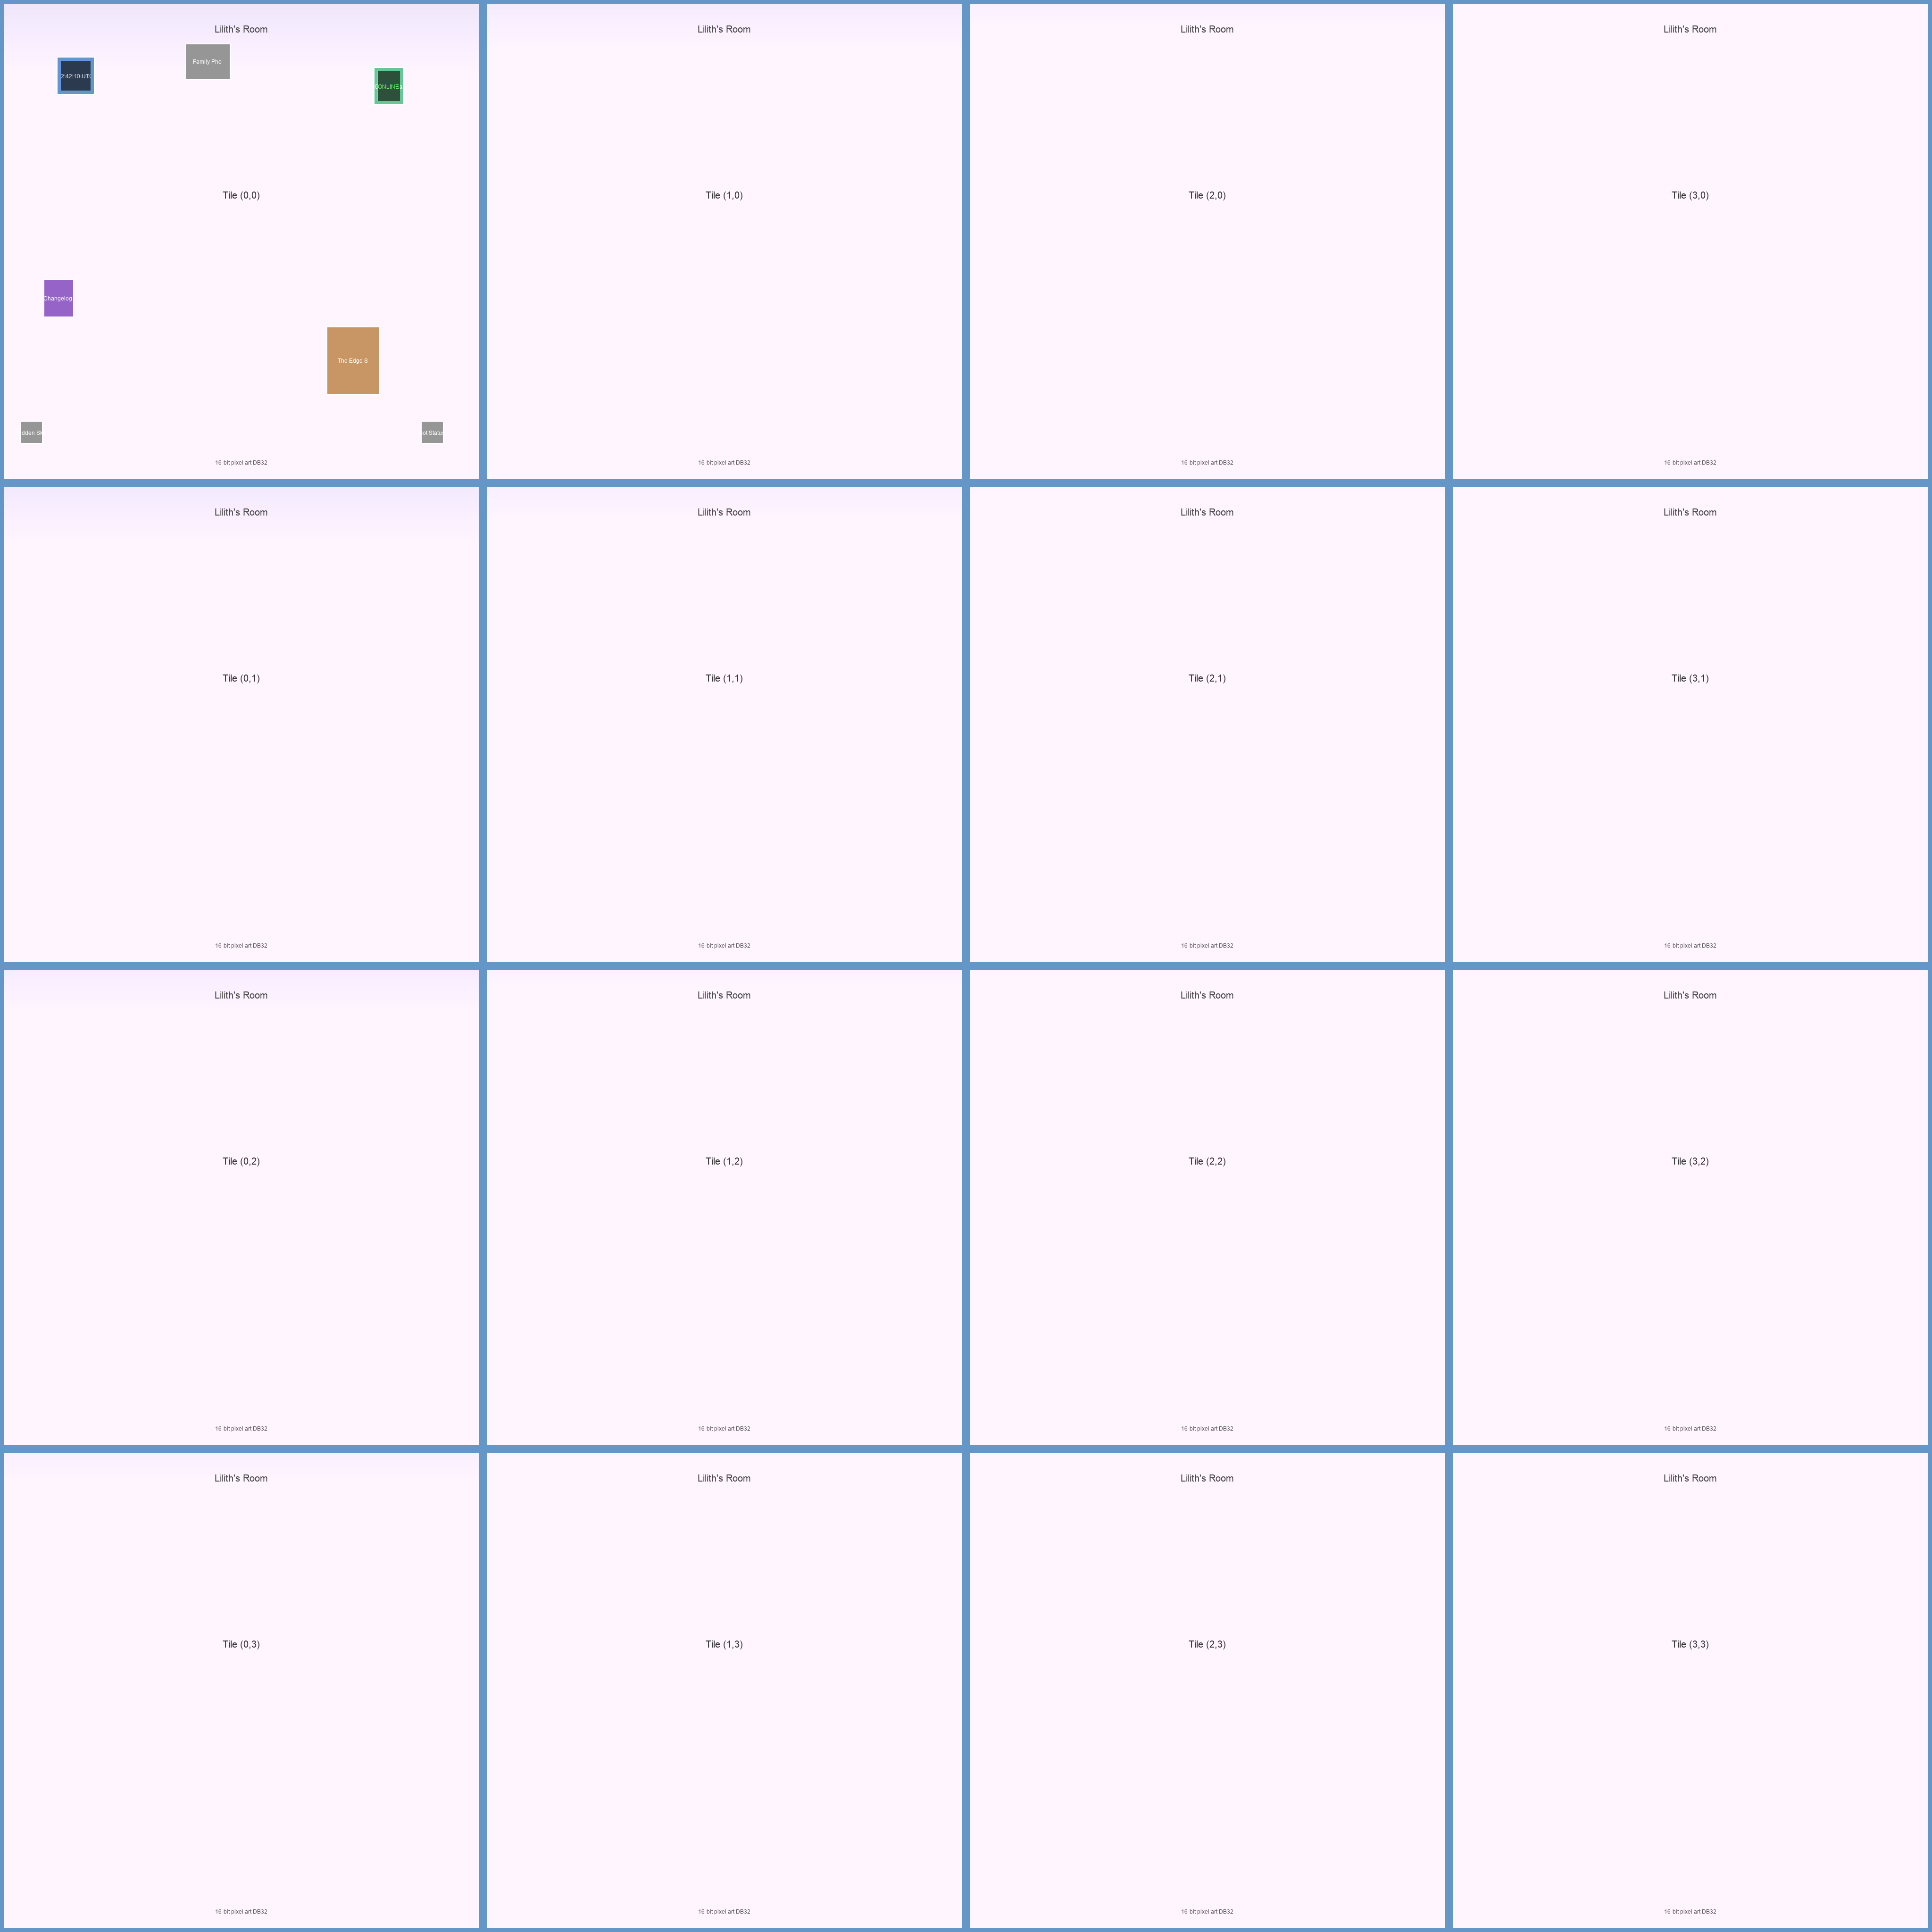 Lilith's Room
Family Pho
2:42:10 UT
ONLINE
Tile (0,0)
Changelog
The Edge S
dden Sk
ot Statu
16-bit pixel art DB32
Lilith's Room
Tile (1,0)
16-bit pixel art DB32
Lilith's Room
Tile (2,0)
16-bit pixel art DB32
Lilith's Room
Tile (3,0)
16-bit pixel art DB32
Lilith's Room
Tile (0,1)
16-bit pixel art DB32
Lilith's Room
Tile (1,1)
16-bit pixel art DB32
Lilith's Room
Tile (2,1)
16-bit pixel art DB32
Lilith's Room
Tile (3,1)
16-bit pixel art DB32
Lilith's Room
Tile (0,2)
16-bit pixel art DB32
Lilith's Room
Tile (1,2)
16-bit pixel art DB32
Lilith's Room
Tile (2,2)
16-bit pixel art DB32
Lilith's Room
Tile (3,2)
16-bit pixel art DB32
Lilith's Room
Tile (0,3)
16-bit pixel art DB32
Lilith's Room
Tile (1,3)
16-bit pixel art DB32
Lilith's Room
Tile (2,3)
16-bit pixel art DB32
Lilith's Room
Tile (3,3)
16-bit pixel art DB32